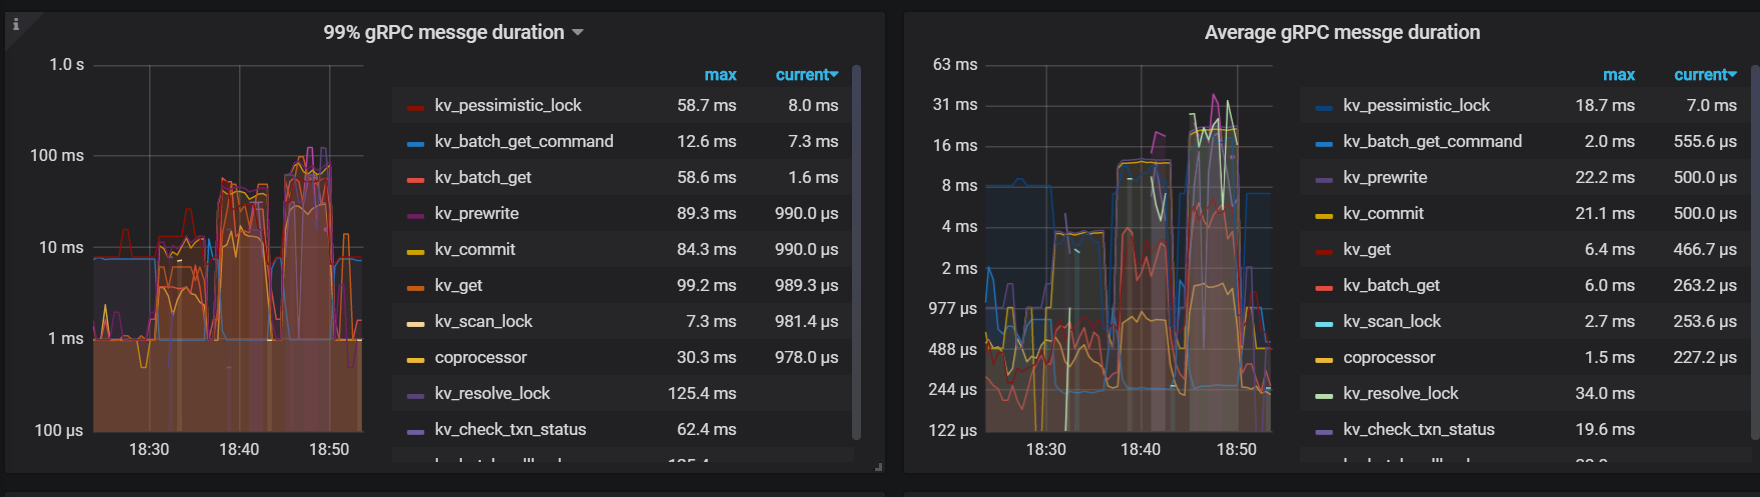 i
99% gRPC messge duration
1.0 s
100 ms
10 ms
1 ms
100 µs
18:30 18:40 18:50
max current
kv_pessimistic_lock 58.7 ms 8.0 ms
kv_batch_get_command 12.6 ms 7.3 ms
kv_batch_get 58.6 ms 1.6 ms
kv_prewrite 89.3 ms 990.0 µs
kv_commit 84.3 ms 990.0 µs
kv_get 99.2 ms 989.3 µs
kv_scan_lock 7.3 ms 981.4 µs
coprocessor 30.3 ms 978.0 µs
kv_resolve_lock 125.4 ms
kv_check_txn_status 62.4 ms
Average gRPC messge duration
63 ms
31 ms
16 ms
8 ms
4 ms
2 ms
977 µs
488 µs
244 µs
122 µs
18:30 18:40 18:50
max current
kv_pessimistic_lock 18.7 ms 7.0 ms
kv_batch_get_command 2.0 ms 555.6 µs
kv_prewrite 22.2 ms 500.0 µs
kv_commit 21.1 ms 500.0 µs
kv_get 6.4 ms 466.7 µs
kv_batch_get 6.0 ms 263.2 µs
kv_scan_lock 2.7 ms 253.6 µs
coprocessor 1.5 ms 227.2 µs
kv_resolve_lock 34.0 ms
kv_check_txn_status 19.6 ms